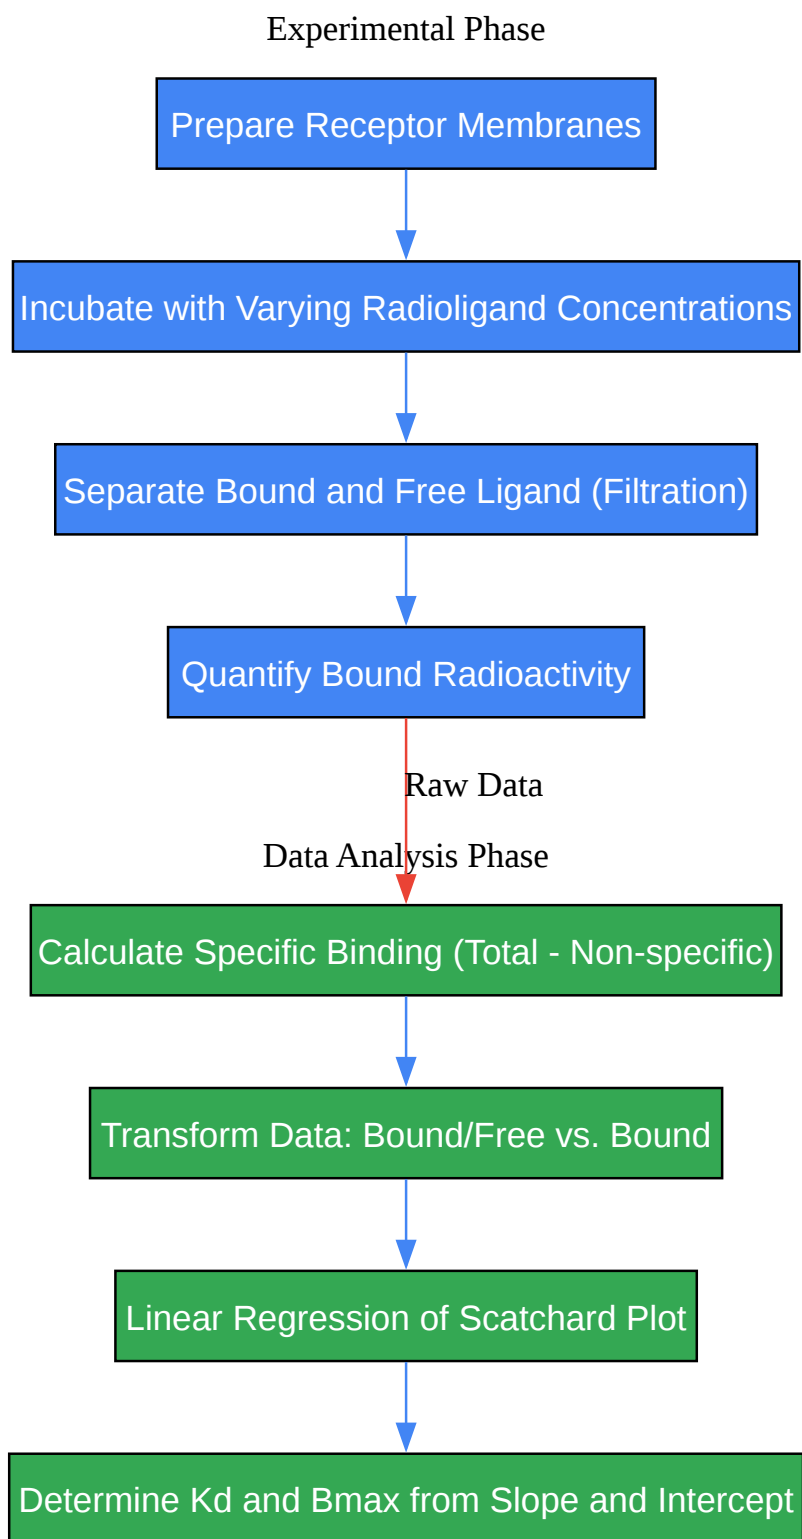 Experimental Phase
Prepare Receptor Membranes
Incubate with Varying Radioligand Concentrations
Separate Bound and Free Ligand (Filtration)
Quantify Bound Radioactivity
Raw Data
Data Analysis Phase
Calculate Specific Binding (Total - Non-specific)
Transform Data: Bound/Free vs. Bound
Linear Regression of Scatchard Plot
Determine Kd and Bmax from Slope and Intercept